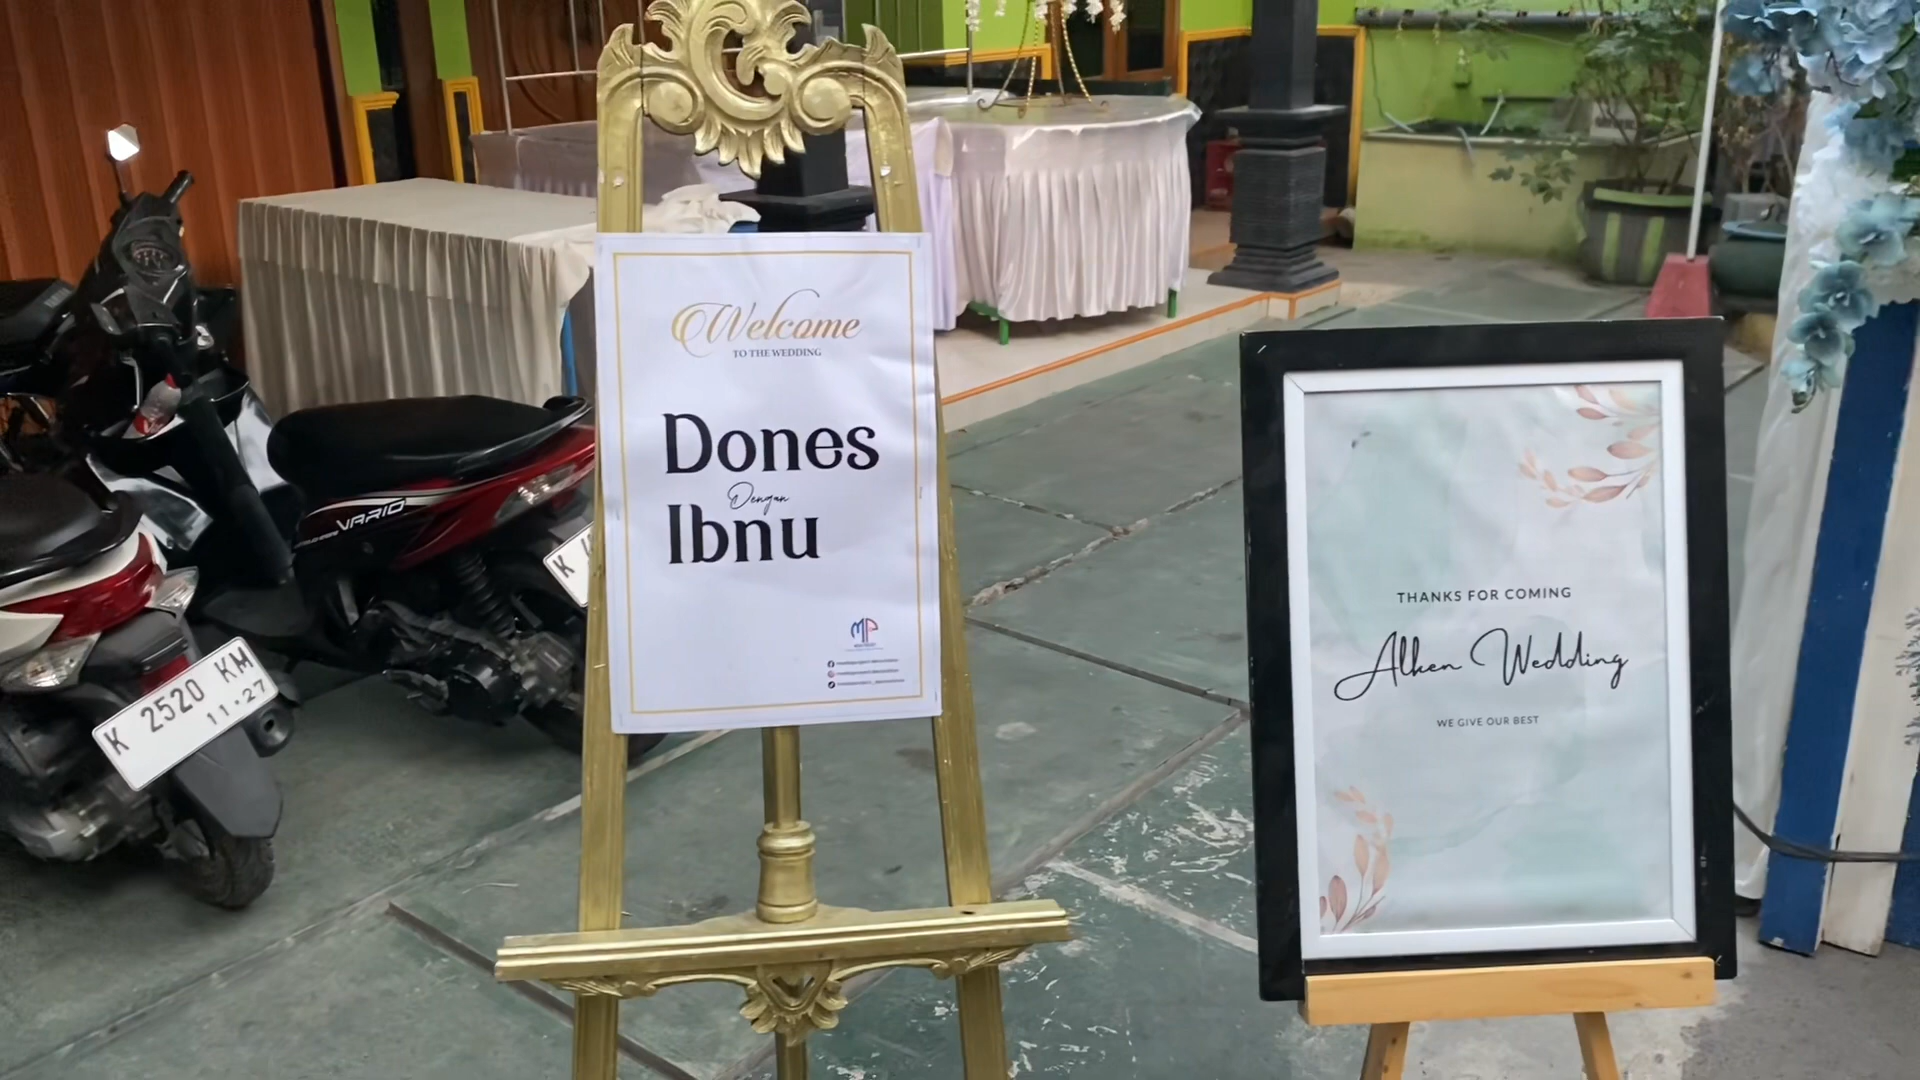 Welcome
TO THE WEDDING
Dones
Dengan
Ibnu
MP
THANKS FOR COMING
Alken Wedding
WE GIVE OUR BEST
VARIO
K 2520 KM
11·27
K